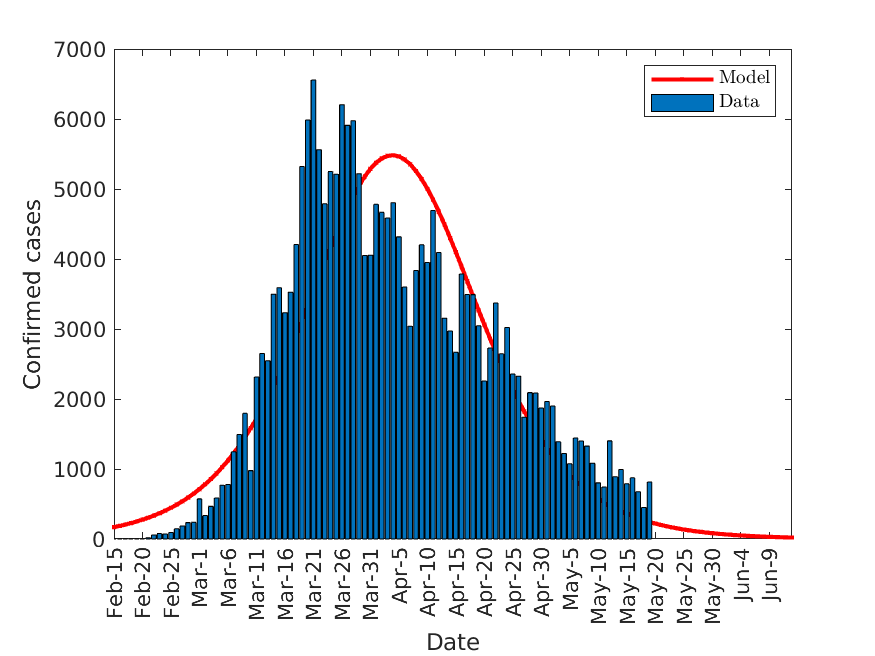 7000
6000
5000
4000
3000
2000
1000
0
Confirmed cases
Model
Data
Feb-15
Feb-20
Feb-25
Mar-1
Mar-6
Mar-11
Mar-16
Mar-21
Mar-26
Mar-31
Apr-5
Apr-10
Apr-15
Apr-20
Apr-25
Apr-30
May-5
May-10
May-15
May-20
May-25
May-30
Jun-4
Jun-9
Date